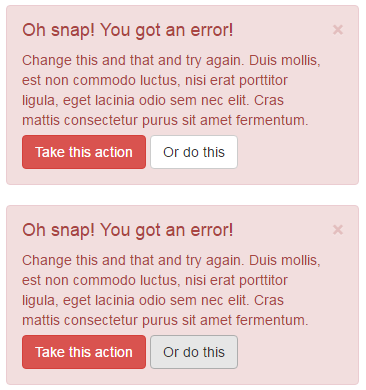 Oh snap! You got an error! ×
Change this and that and try again. Duis mollis,
est non commodo luctus, nisi erat porttitor
ligula, eget lacinia odio sem nec elit. Cras
mattis consectetur purus sit amet fermentum.
Take this action Or do this
Oh snap! You got an error! ×
Change this and that and try again. Duis mollis,
est non commodo luctus, nisi erat porttitor
ligula, eget lacinia odio sem nec elit. Cras
mattis consectetur purus sit amet fermentum.
Take this action Or do this